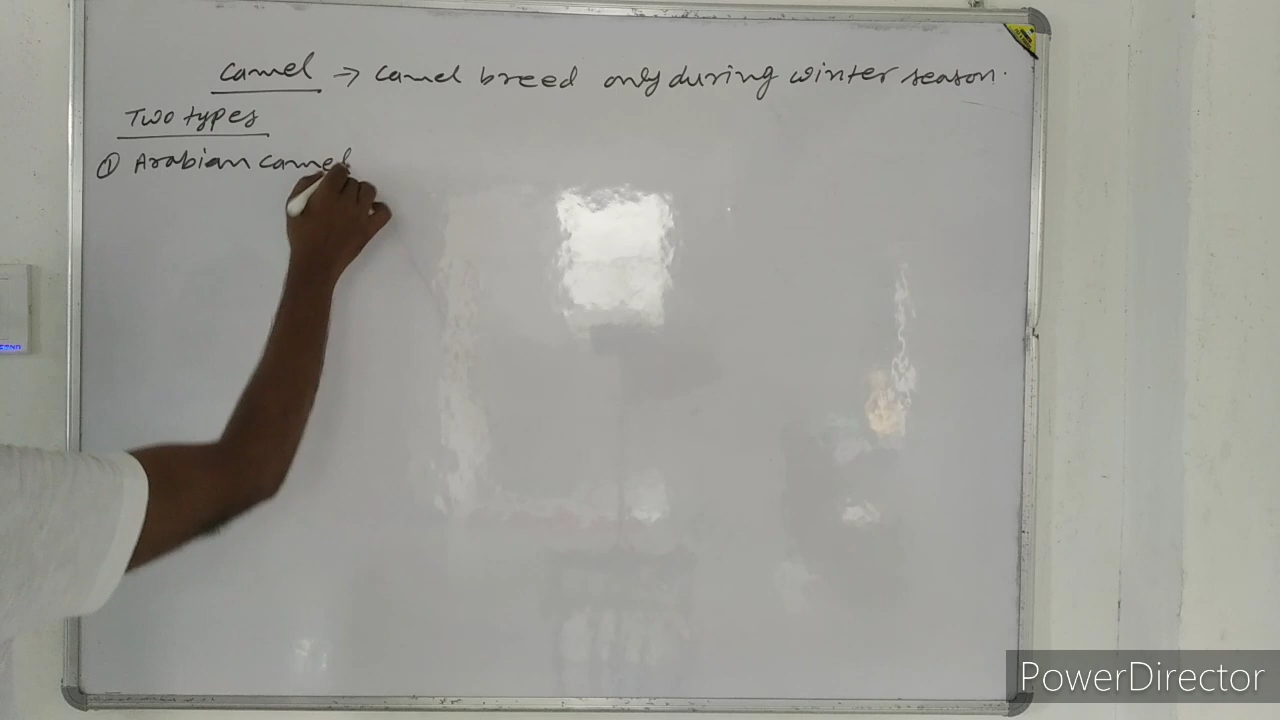 Camel → Camel breed only during winter season.
Two types
① Arabian camel
PowerDirector